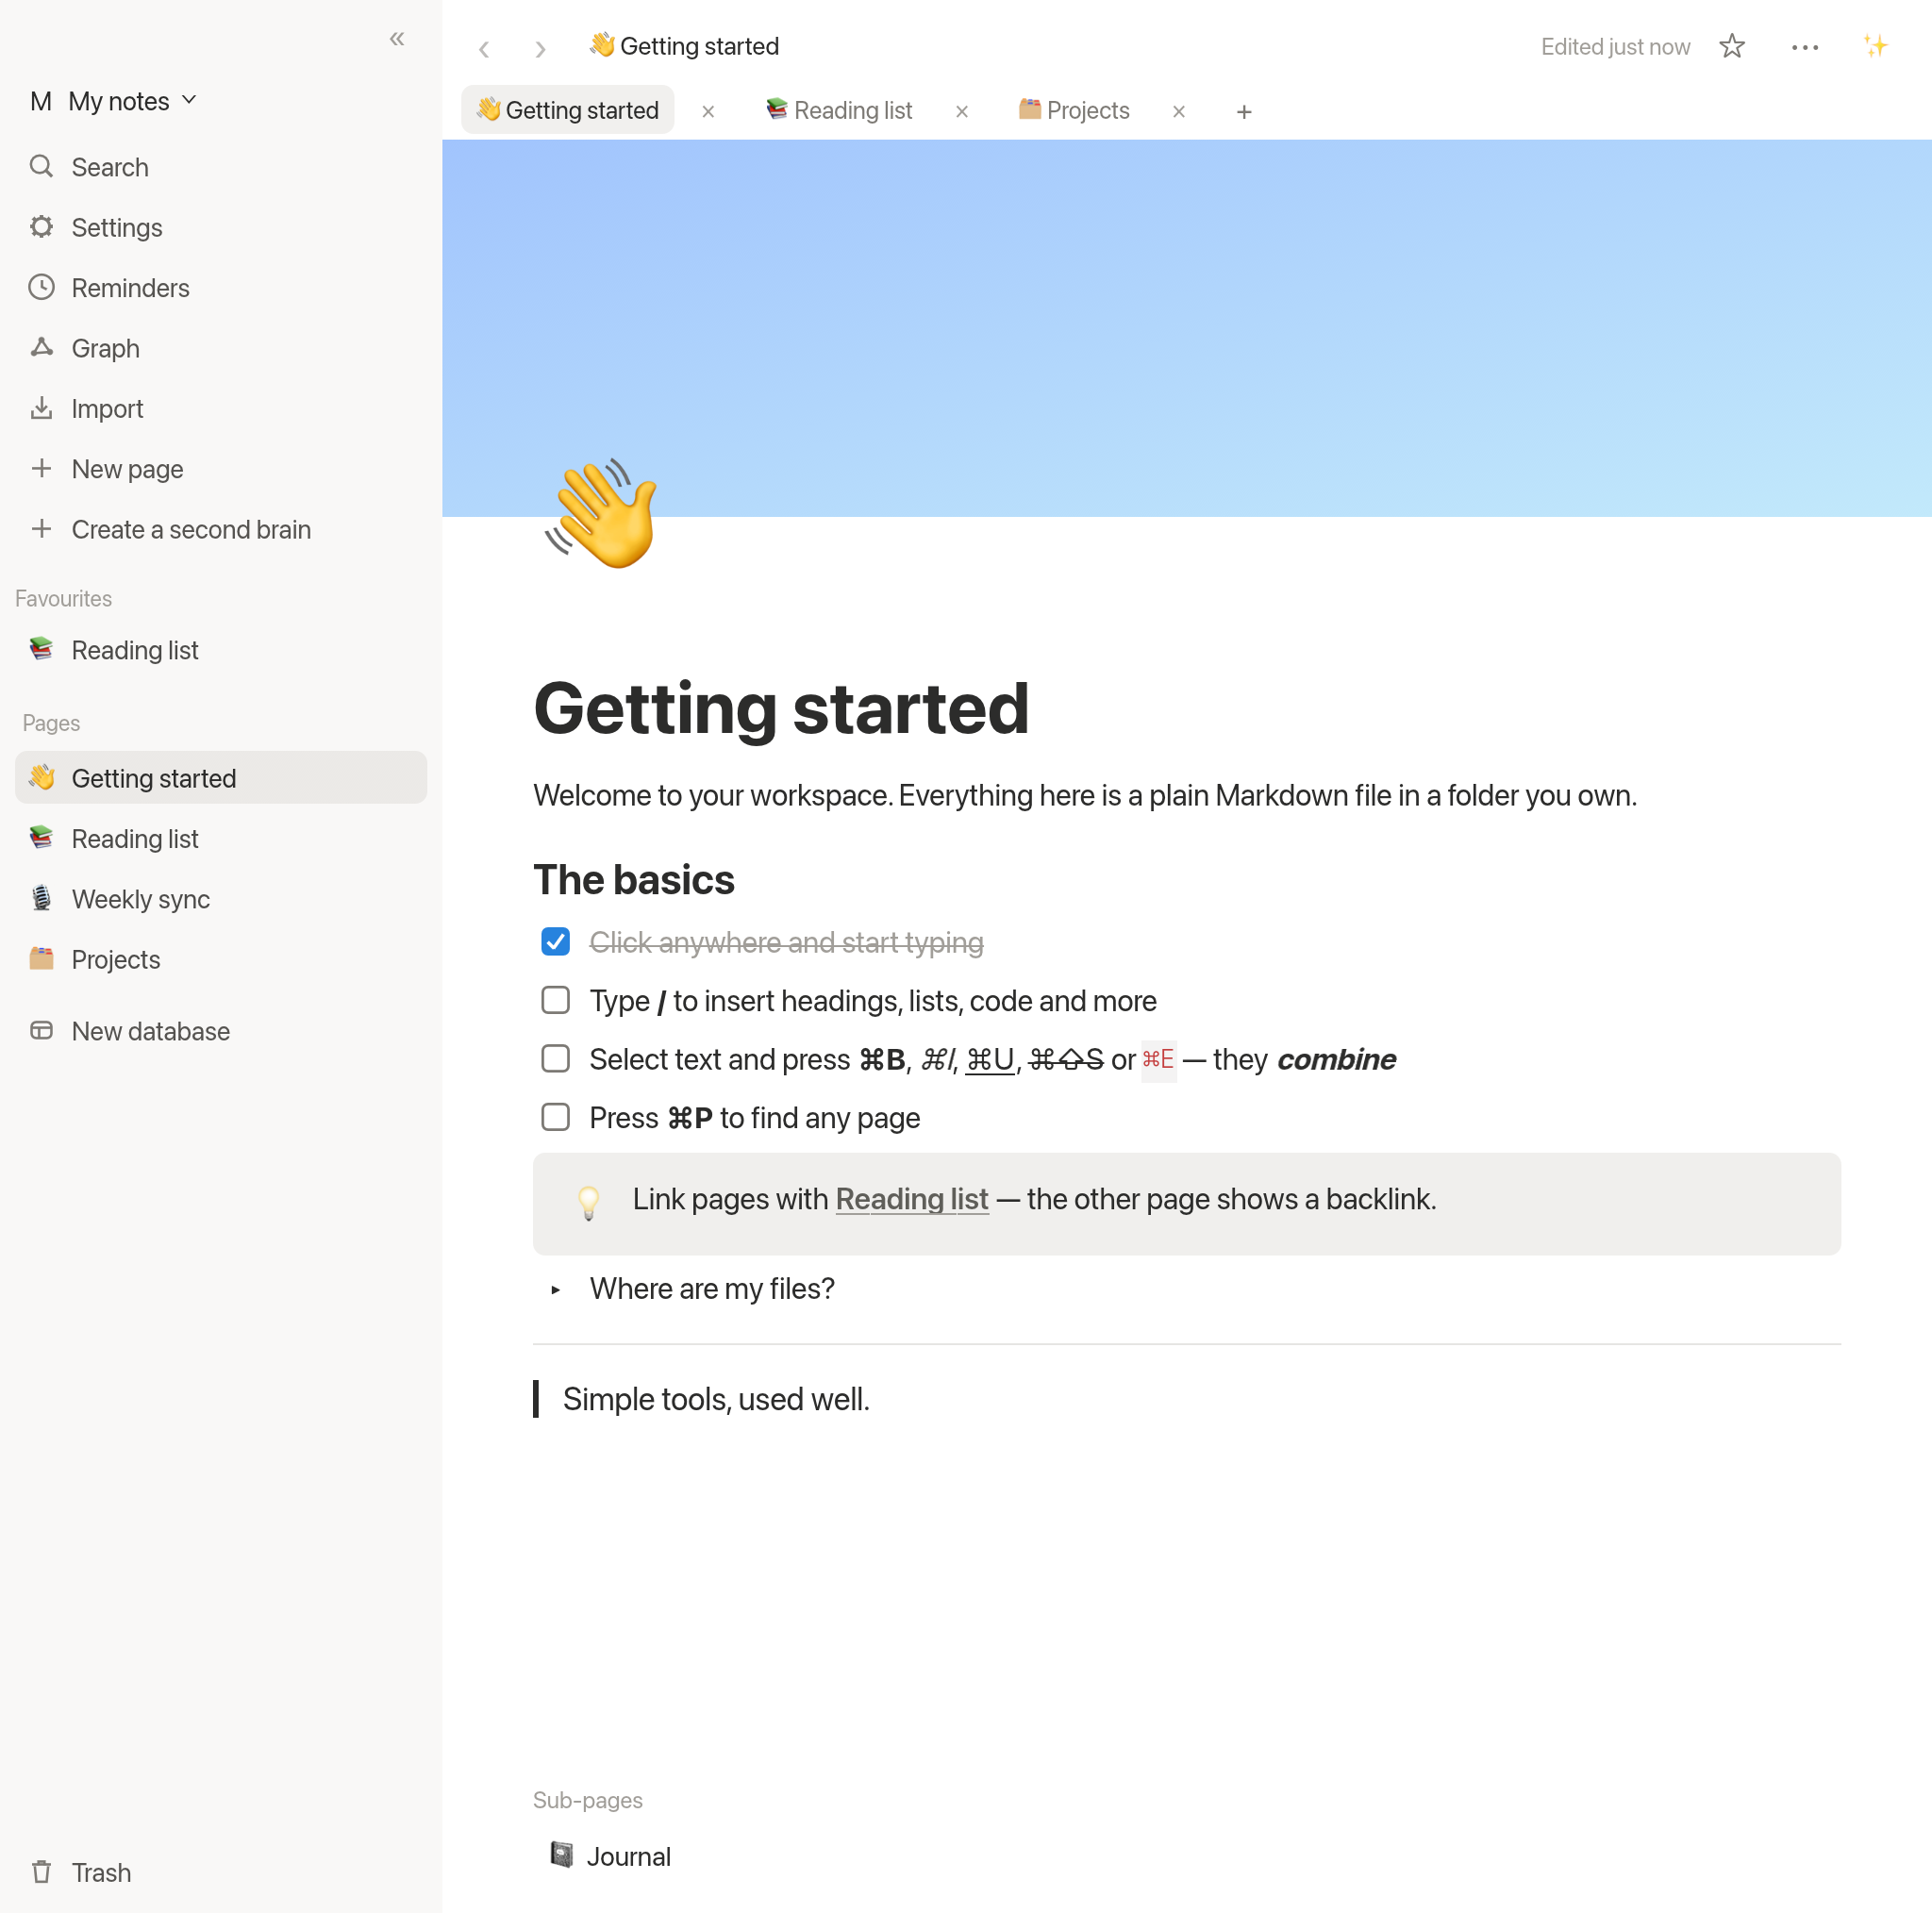 «
M My notes
Search
Settings
Reminders
Graph
Import
New page
Create a second brain
Favourites
Reading list
Pages
Getting started
Reading list
Weekly sync
Projects
New database
Trash
‹ › 👋 Getting started Edited just now
👋 Getting started × 📚 Reading list × 🗂️ Projects × +
Getting started
Welcome to your workspace. Everything here is a plain Markdown file in a folder you own.
The basics
Click anywhere and start typing
Type / to insert headings, lists, code and more
Select text and press ⌘B, ⌘I, ⌘U, ⌘⇧S or ⌘E — they combine
Press ⌘P to find any page
Link pages with Reading list — the other page shows a backlink.
Where are my files?
Simple tools, used well.
Sub-pages
Journal